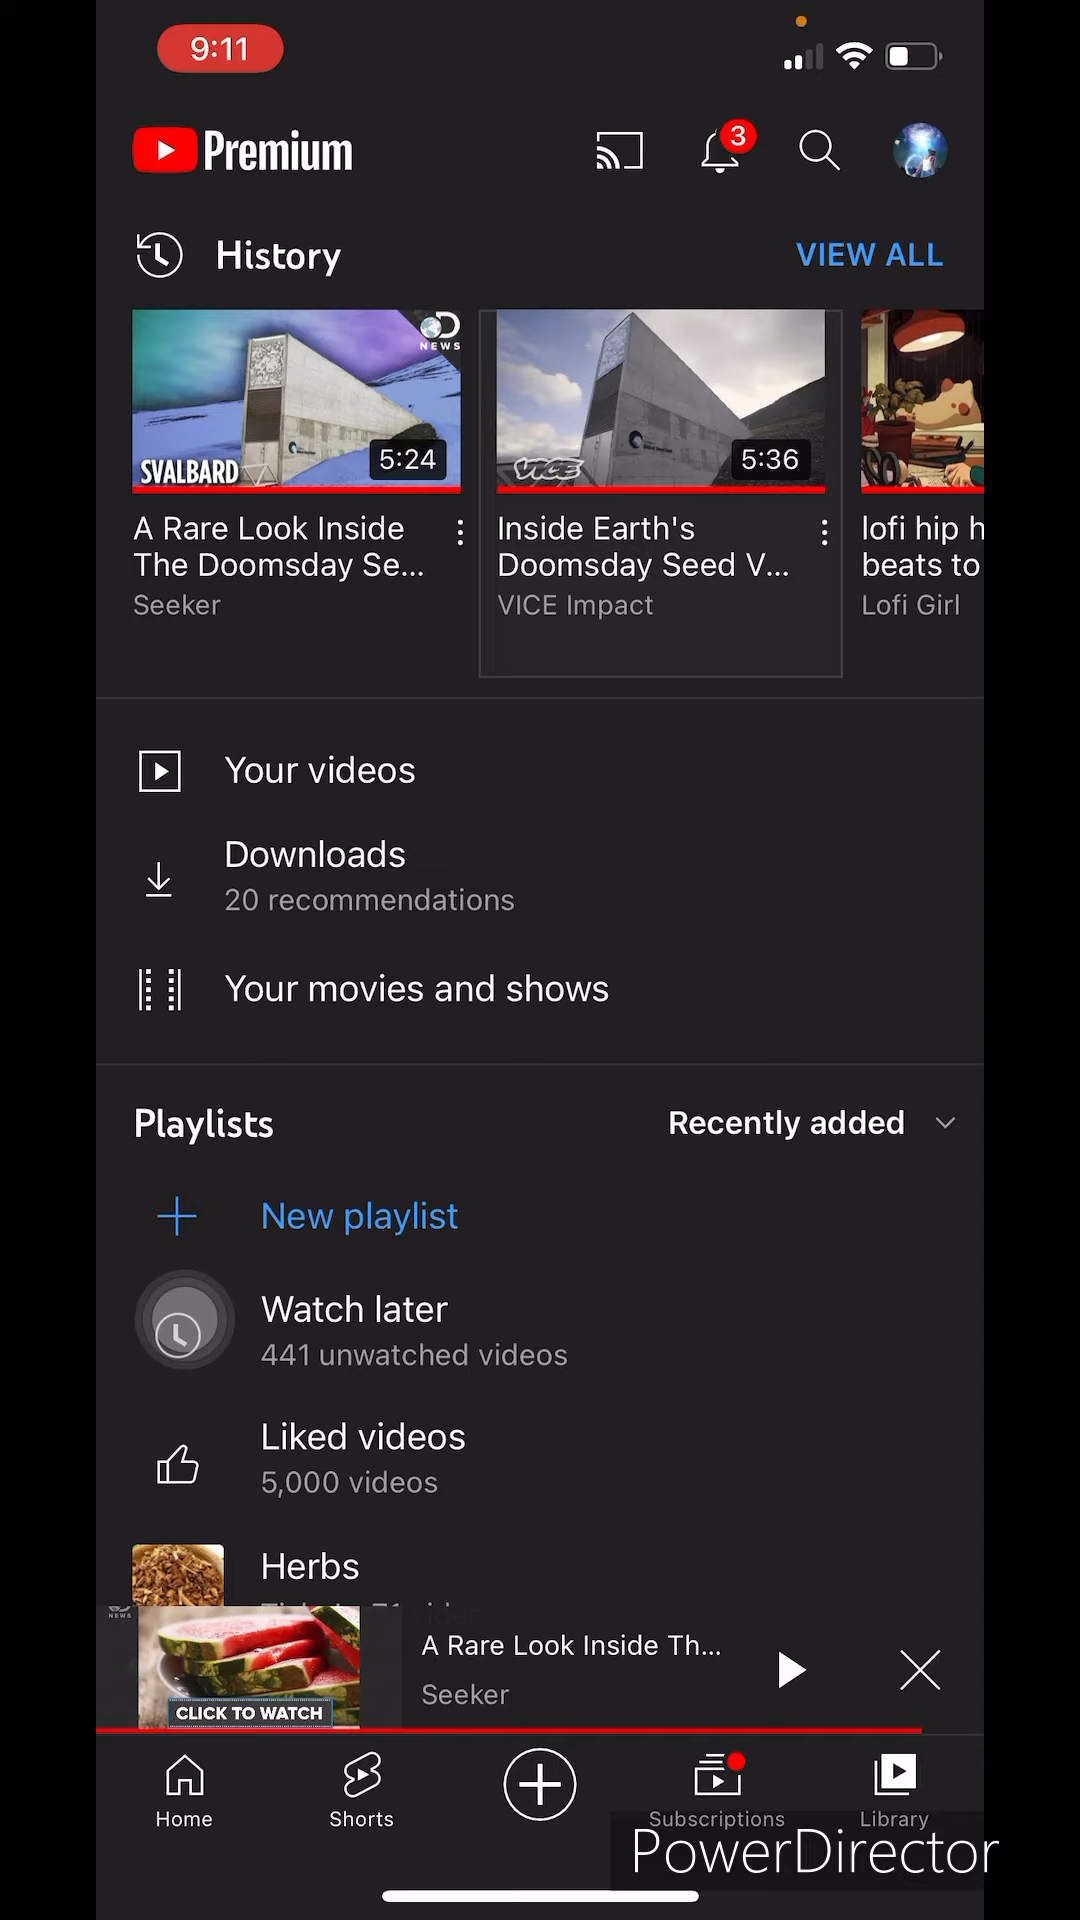 9:11
Premium
3
History
VIEW ALL
NEWS
SVALBARD
5:24
VICE
5:36
A Rare Look Inside
The Doomsday Se...
Seeker
Inside Earth's
Doomsday Seed V...
VICE Impact
lofi hip h
beats to
Lofi Girl
Your videos
Downloads
20 recommendations
Your movies and shows
Playlists
Recently added
New playlist
Watch later
441 unwatched videos
Liked videos
5,000 videos
Herbs
NEWS
CLICK TO WATCH
A Rare Look Inside Th...
Seeker
Home
Shorts
Subscriptions
Library
PowerDirector